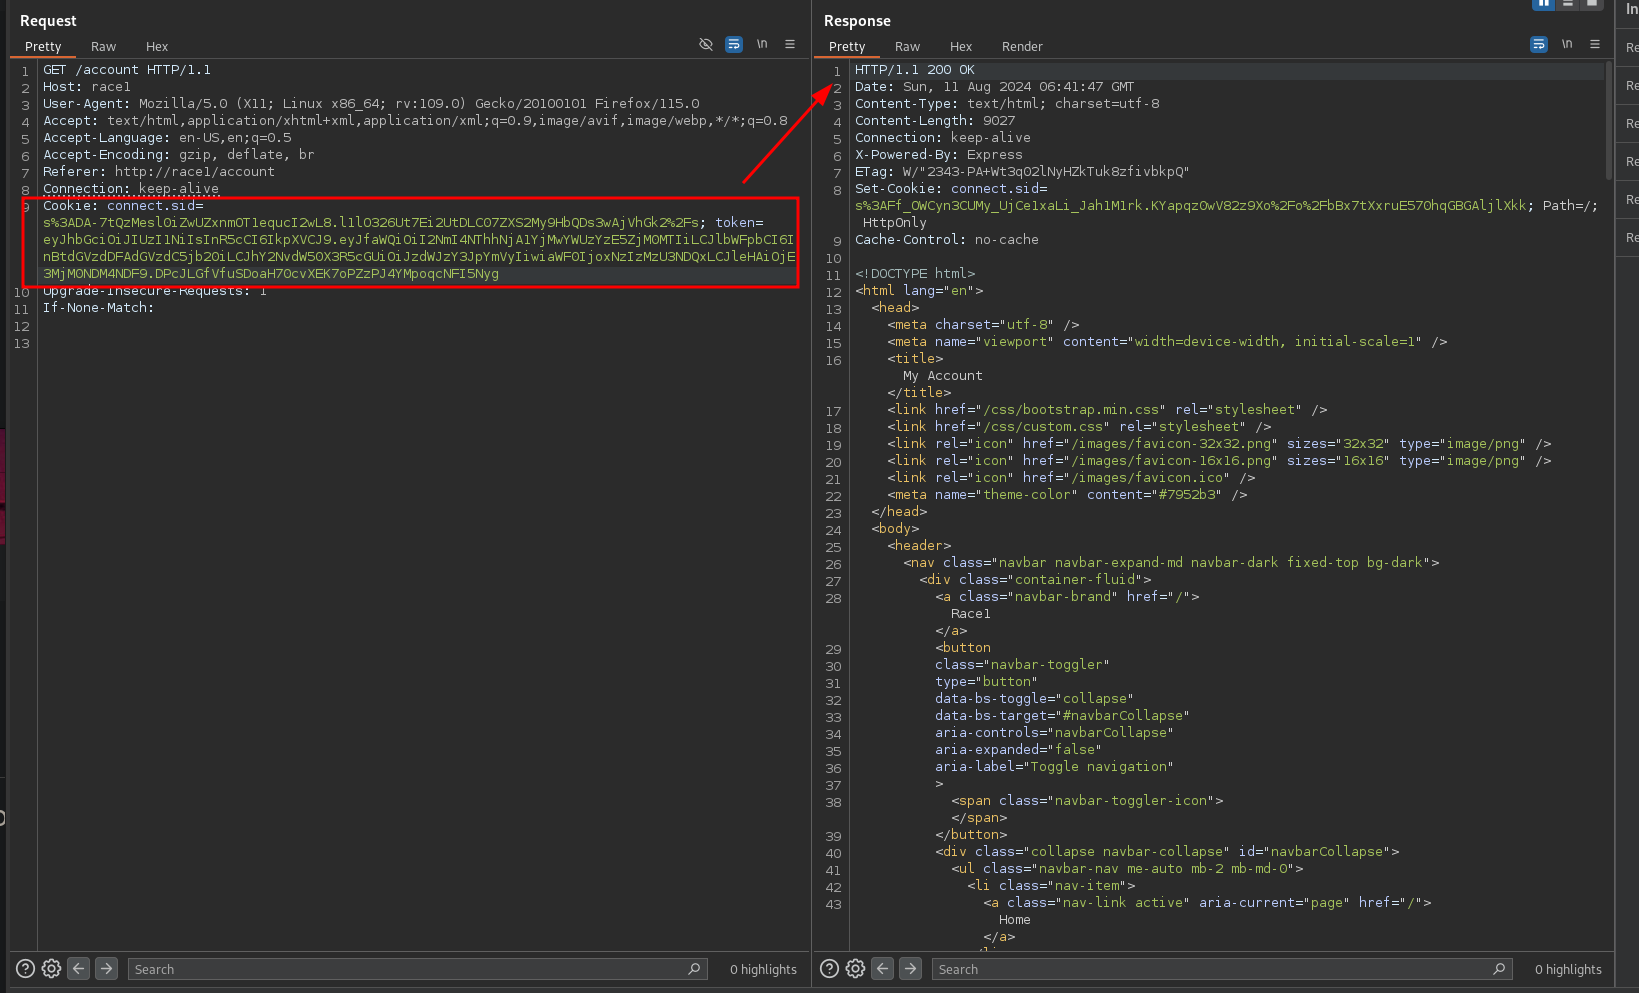 Request
Pretty Raw Hex
\n
1 GET /account HTTP/1.1
2 Host: race1
3 User-Agent: Mozilla/5.0 (X11; Linux x86_64; rv:109.0) Gecko/20100101 Firefox/115.0
4 Accept: text/html,application/xhtml+xml,application/xml;q=0.9,image/avif,image/webp,*/*;q=0.8
5 Accept-Language: en-US,en;q=0.5
6 Accept-Encoding: gzip, deflate, br
7 Referer: http://race1/account
8 Connection: keep-alive
9 Cookie: connect.sid=
s%3ADA-7tQzMeslOiZwUZxnmOT1equcI2wL8.l1lO326Ut7Ei2UtDLC07ZXS2My9HbQDs3wAjVhGk2%2Fs; token=
eyJhbGciOiJIUzI1NiIsInR5cCI6IkpXVCJ9.eyJfaWQiOiI2NmI4NThhNjA1YjMwYWUzYzE5ZjM0MTIiLCJlbWFpbCI6I
nBtdGVzdDFAdGVzdC5jb20iLCJhY2NvdW50X3R5cGUiOiJzdWJzY3JpYmVyIiwiaWF0IjoxNzIzMzU3NDQxLCJleHAiOjE
3MjM0NDM4NDF9.DPcJLGfVfuSDoaH70cvXEK7oPZzPJ4YMpoqcNFI5Nyg
10 Upgrade-Insecure-Requests: 1
11 If-None-Match:
12
13
Search
0 highlights
Response
Pretty Raw Hex Render
\n
1 HTTP/1.1 200 OK
2 Date: Sun, 11 Aug 2024 06:41:47 GMT
3 Content-Type: text/html; charset=utf-8
4 Content-Length: 9027
5 Connection: keep-alive
6 X-Powered-By: Express
7 ETag: W/"2343-PA+Wt3qO2lNyHZkTuk8zfivbkpQ"
8 Set-Cookie: connect.sid=
s%3AFf_OWCyn3CUMy_UjCe1xaLi_Jah1M1rk.KYapqzOwV82z9Xo%2Fo%2FbBx7tXxruE570hqGBGAljlXkk; Path=/;
HttpOnly
9 Cache-Control: no-cache
10
11 <!DOCTYPE html>
12 <html lang="en">
13 <head>
14 <meta charset="utf-8" />
15 <meta name="viewport" content="width=device-width, initial-scale=1" />
16 <title>
My Account
</title>
17 <link href="/css/bootstrap.min.css" rel="stylesheet" />
18 <link href="/css/custom.css" rel="stylesheet" />
19 <link rel="icon" href="/images/favicon-32x32.png" sizes="32x32" type="image/png" />
20 <link rel="icon" href="/images/favicon-16x16.png" sizes="16x16" type="image/png" />
21 <link rel="icon" href="/images/favicon.ico" />
22 <meta name="theme-color" content="#7952b3" />
23 </head>
24 <body>
25 <header>
26 <nav class="navbar navbar-expand-md navbar-dark fixed-top bg-dark">
27 <div class="container-fluid">
28 <a class="navbar-brand" href="/">
Race1
</a>
29 <button
30 class="navbar-toggler"
31 type="button"
32 data-bs-toggle="collapse"
33 data-bs-target="#navbarCollapse"
34 aria-controls="navbarCollapse"
35 aria-expanded="false"
36 aria-label="Toggle navigation"
37 >
38 <span class="navbar-toggler-icon">
</span>
39 </button>
40 <div class="collapse navbar-collapse" id="navbarCollapse">
41 <ul class="navbar-nav me-auto mb-2 mb-md-0">
42 <li class="nav-item">
43 <a class="nav-link active" aria-current="page" href="/">
Home
</a>
Search
0 highlights
In
Re
Re
Re
Re
Re
Re